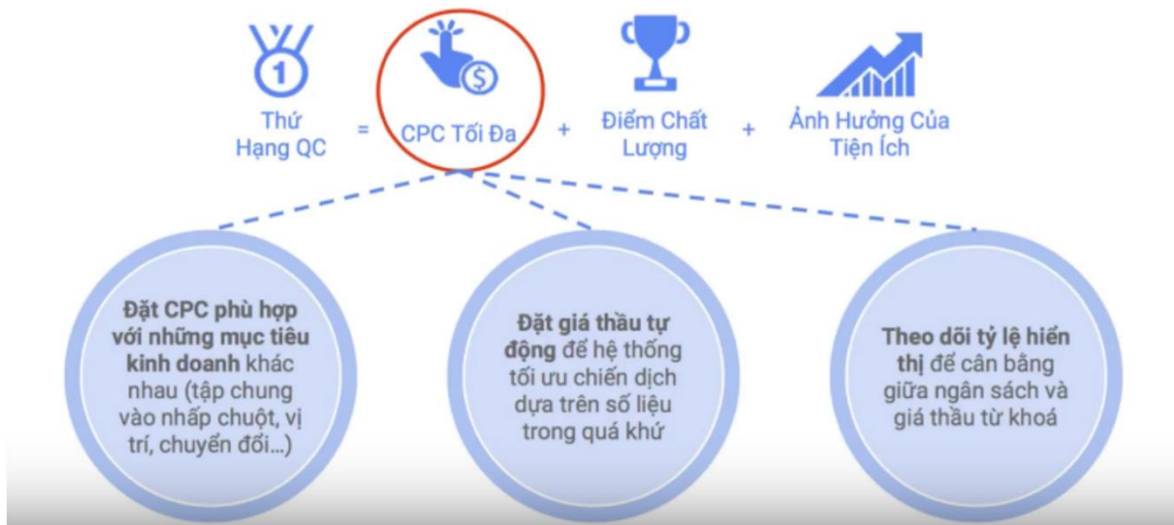 1
$
Thứ
Hạng QC
=
CPC Tối Đa
+
Điểm Chất
Lượng
+
Ảnh Hưởng Của
Tiện Ích
Đặt CPC phù hợp
với những mục tiêu
kinh doanh khác
nhau (tập chung
vào nhấp chuột, vị
trí, chuyển đổi...)
Đặt giá thầu tự
động để hệ thống
tối ưu chiến dịch
dựa trên số liệu
trong quá khứ
Theo dõi tỷ lệ hiển
thị để cân bằng
giữa ngân sách và
giá thầu từ khoá